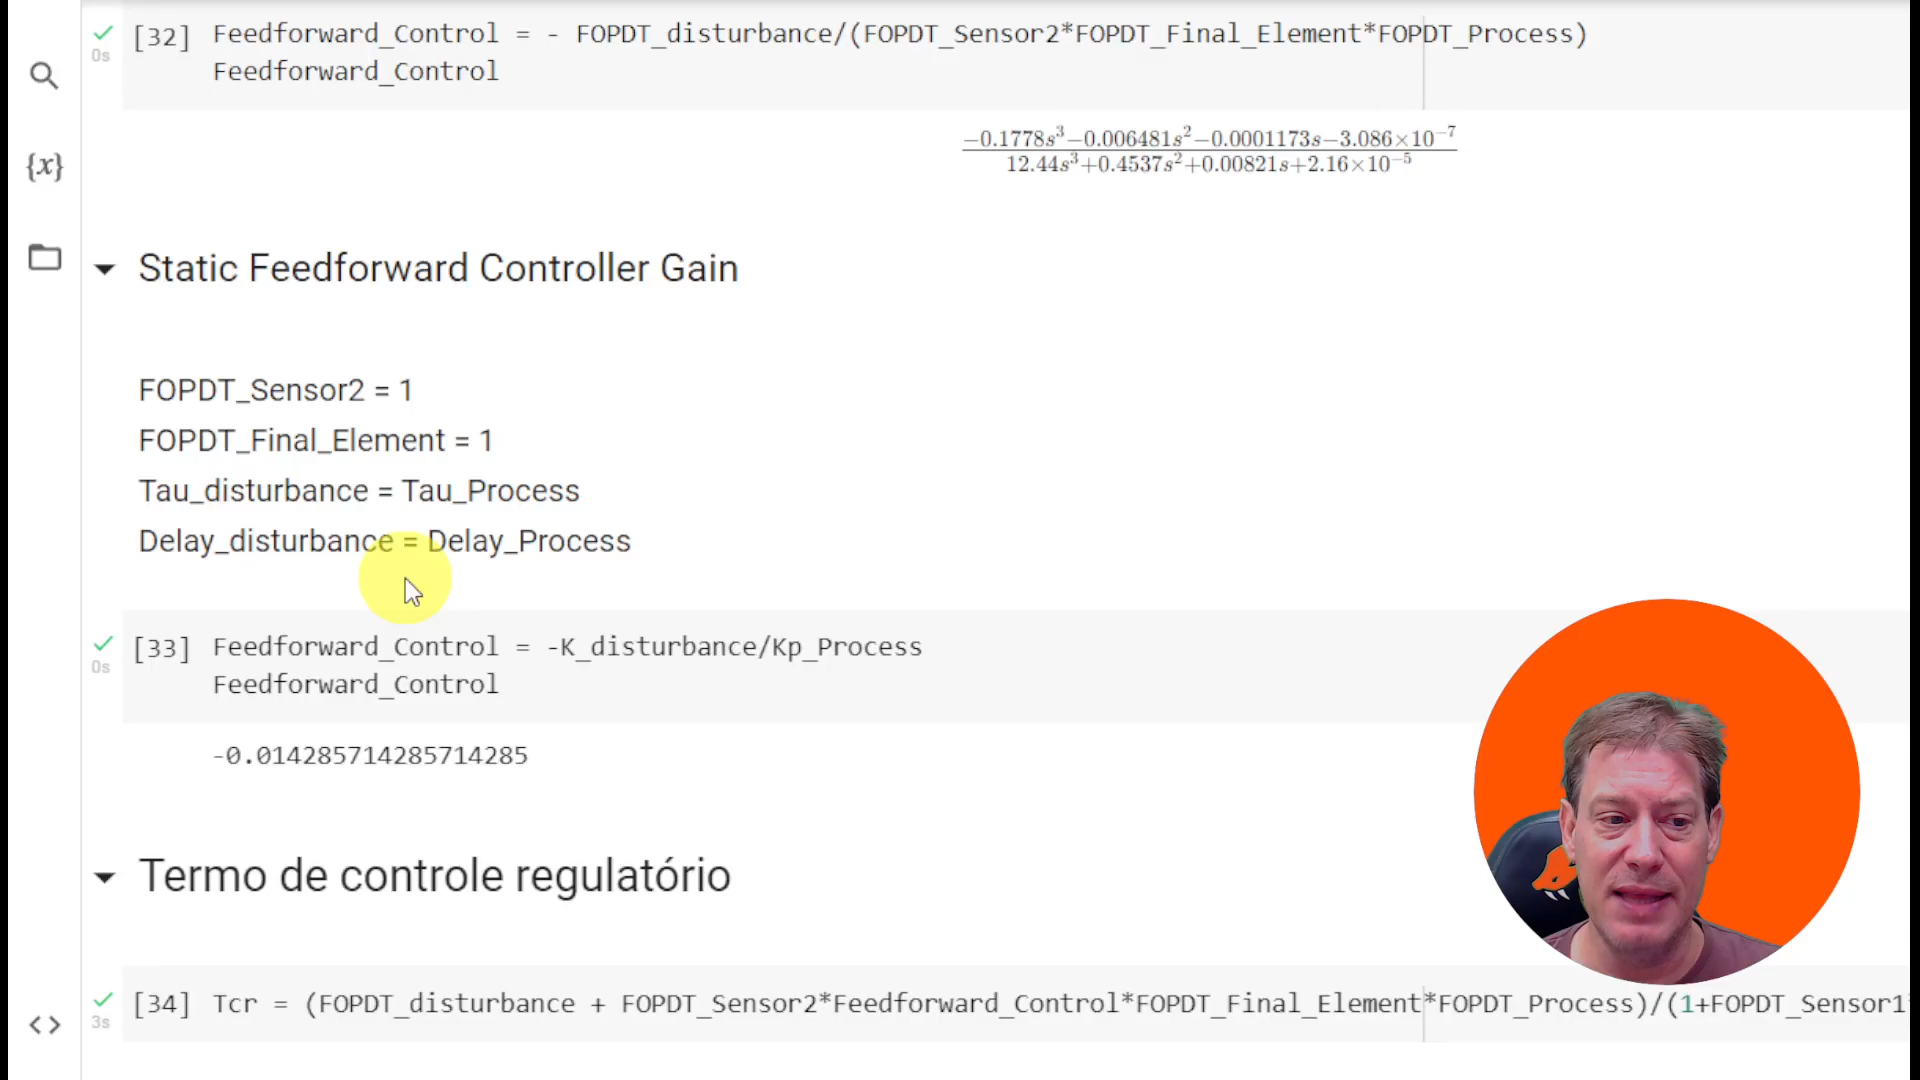 [32] Feedforward_Control = - FOPDT_disturbance/(FOPDT_Sensor2*FOPDT_Final_Element*FOPDT_Process)
0s
Feedforward_Control
−0.1778s³−0.006481s²−0.0001173s−3.086×10⁻⁷
12.44s³+0.4537s²+0.00821s+2.16×10⁻⁵
{x}
Static Feedforward Controller Gain
FOPDT_Sensor2 = 1
FOPDT_Final_Element = 1
Tau_disturbance = Tau_Process
Delay_disturbance = Delay_Process
[33] Feedforward_Control = -K_disturbance/Kp_Process
0s
Feedforward_Control
-0.014285714285714285
Termo de controle regulatório
[34] Tcr = (FOPDT_disturbance + FOPDT_Sensor2*Feedforward_Control*FOPDT_Final_Element*FOPDT_Process)/(1+FOPDT_Sensor1
3s